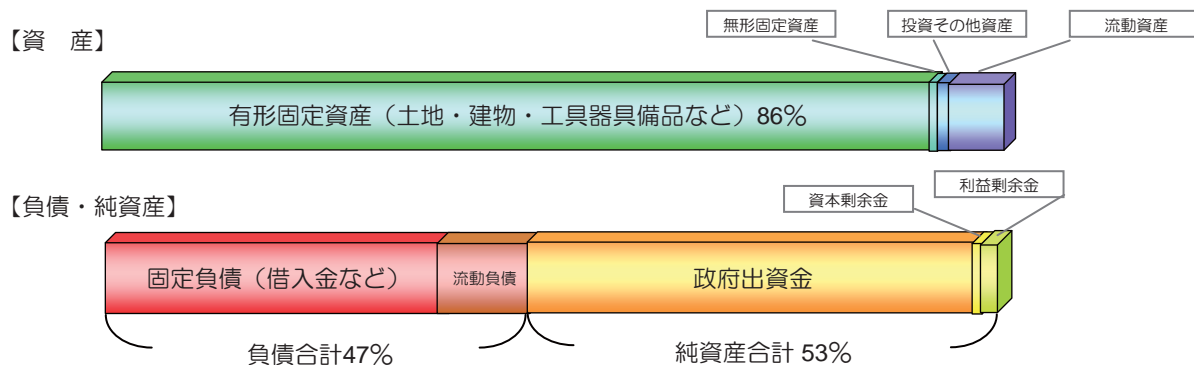 無形固定資産
投資その他資産
流動資産
【資　産】
有形固定資産（土地・建物・工具器具備品など）86%
利益剰余金
資本剰余金
【負債・純資産】
固定負債（借入金など）
流動負債
政府出資金
負債合計47%
純資産合計 53%